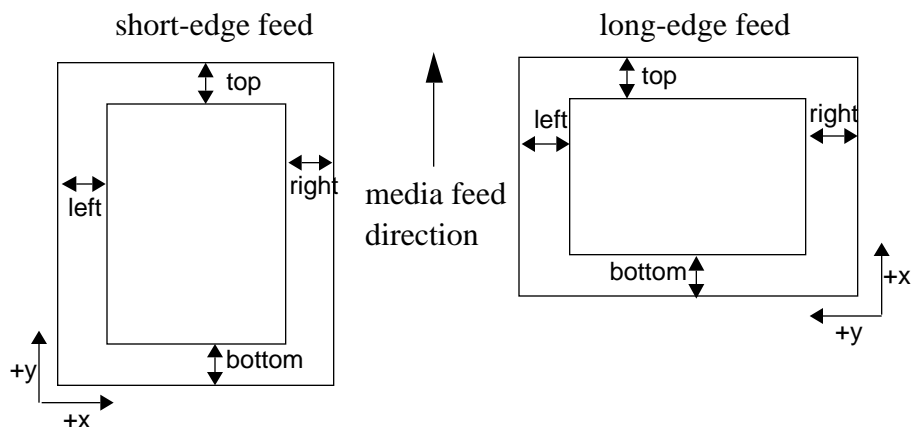 short-edge feed
top
left
right
bottom
+y
+x
media feed
direction
long-edge feed
top
left
right
bottom
+x
+y